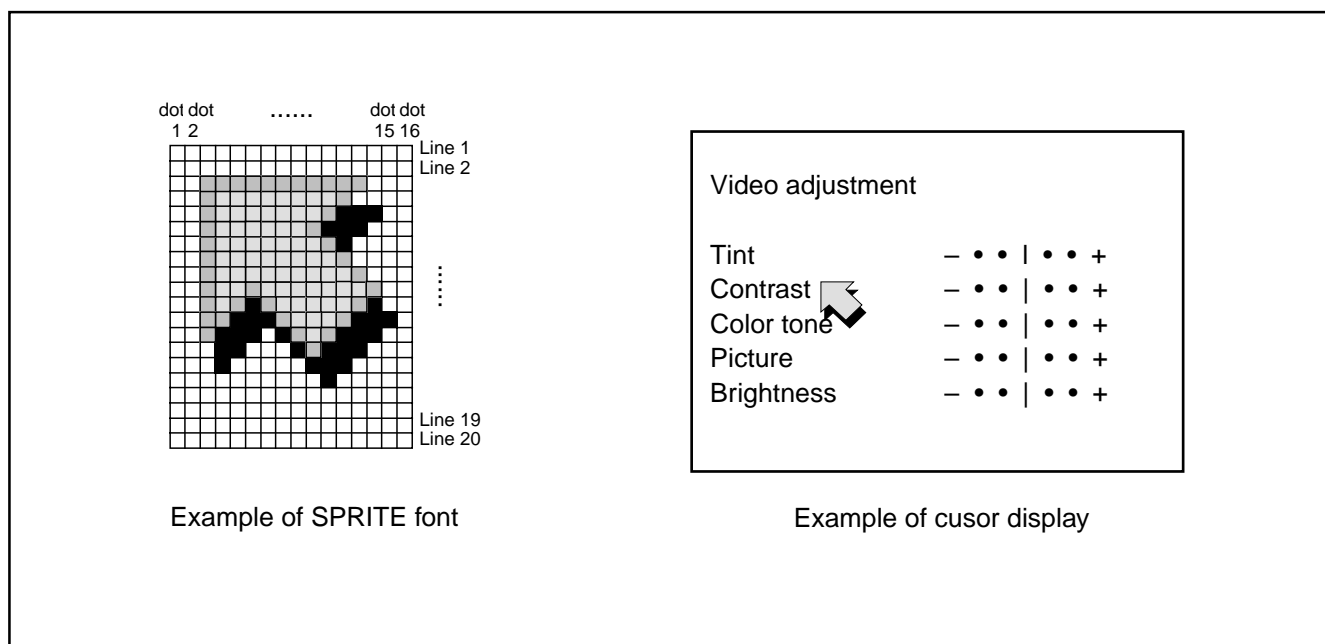 dot dot ...... dot dot
1 2 15 16
Line 1
Line 2
......
Line 19
Line 20
Example of SPRITE font
Video adjustment
Tint – • • | • • +
Contrast – • • | • • +
Color tone – • • | • • +
Picture – • • | • • +
Brightness – • • | • • +
Example of cusor display